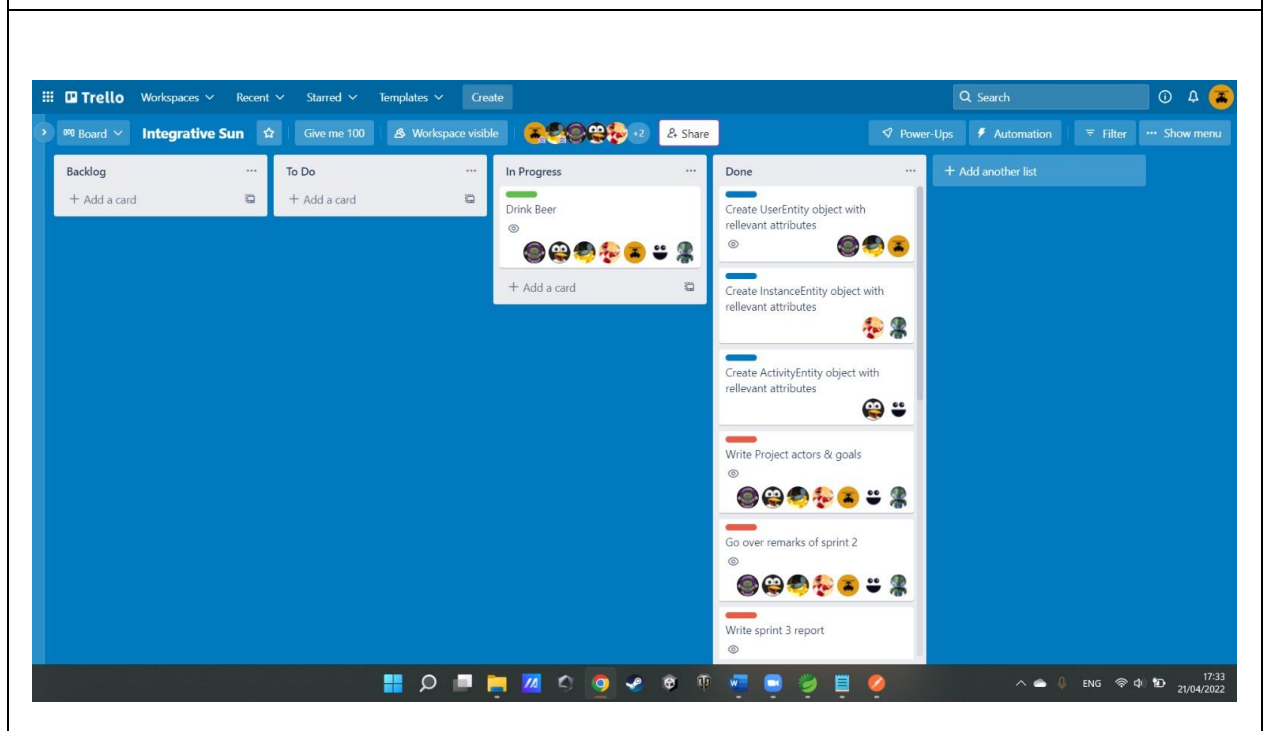 Trello Workspaces Recent Starred Templates Create Search
Board Integrative Sun Give me 100 Workspace visible +2 Share Power-Ups Automation Filter ... Show menu
Backlog ...
+ Add a card
To Do ...
+ Add a card
In Progress ...
Drink Beer
+ Add a card
Done ...
Create UserEntity object with
rellevant attributes
Create InstanceEntity object with
rellevant attributes
Create ActivityEntity object with
rellevant attributes
Write Project actors & goals
Go over remarks of sprint 2
Write sprint 3 report
+ Add another list
ENG 17:33
21/04/2022